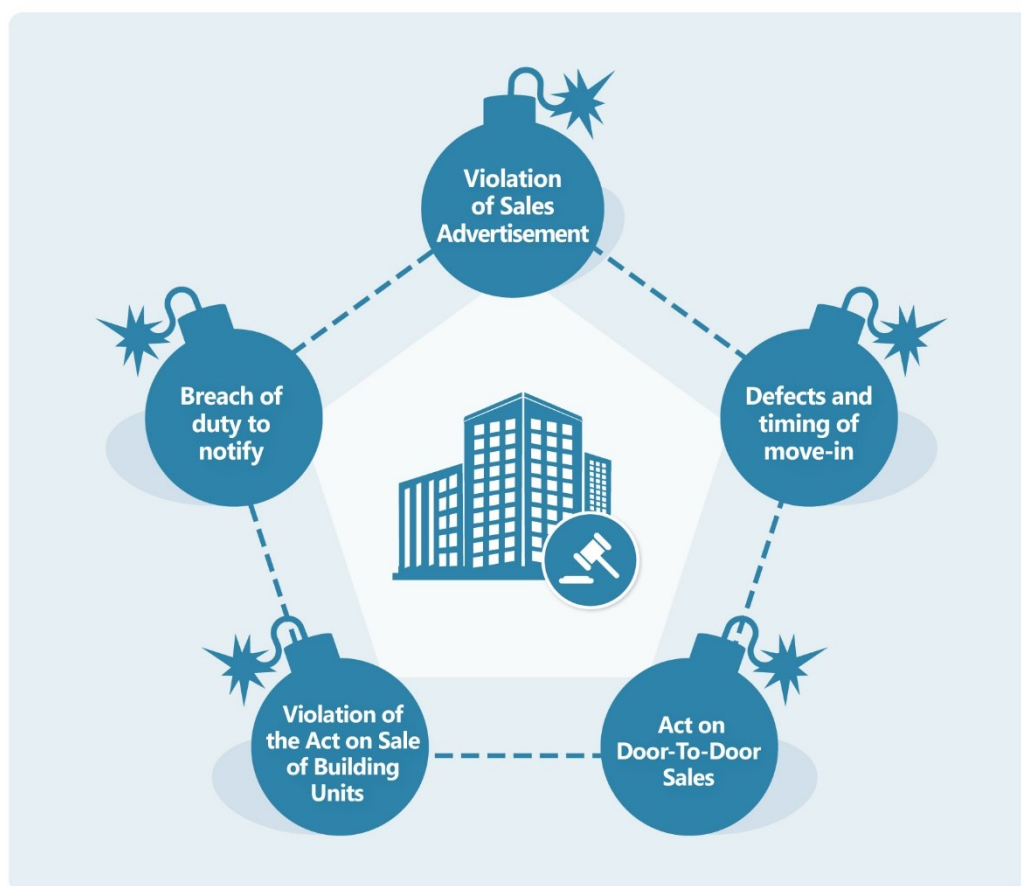 Violation
of Sales
Advertisement
Breach of
duty to
notify
Defects and
timing of
move-in
Violation of
the Act on Sale
of Building
Units
Act on
Door-To-Door
Sales